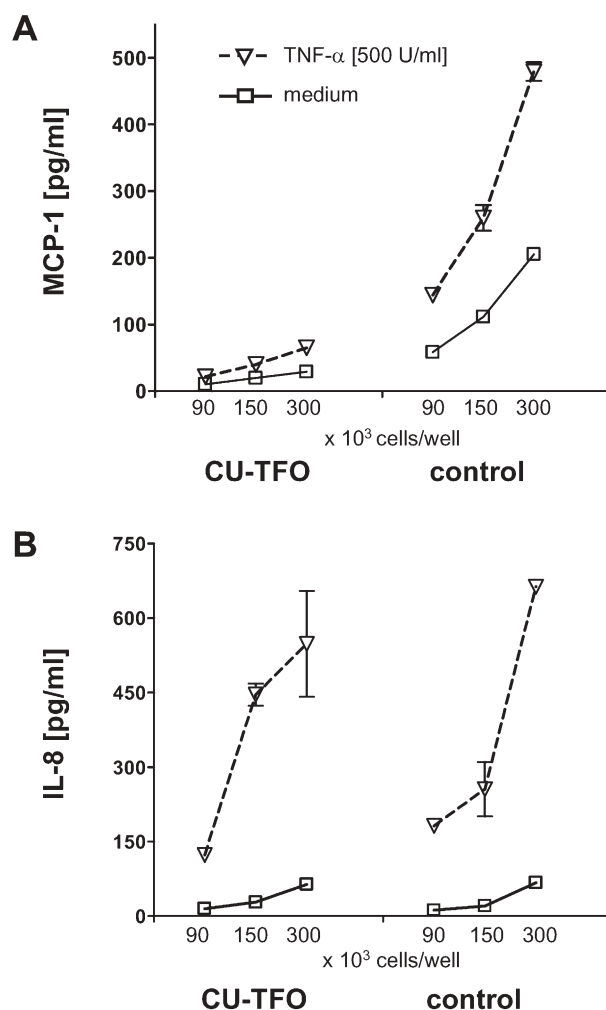 A
MCP-1 [pg/ml]
500
400
300
200
100
0
TNF-α [500 U/ml]
medium
90 150 300 90 150 300
x 10³ cells/well
CU-TFO control
B
IL-8 [pg/ml]
750
600
450
300
150
0
90 150 300 90 150 300
x 10³ cells/well
CU-TFO control